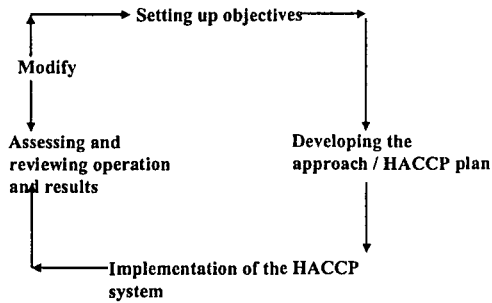 Setting up objectives
Modify
Assessing and
reviewing operation
and results
Developing the
approach / HACCP plan
Implementation of the HACCP
system